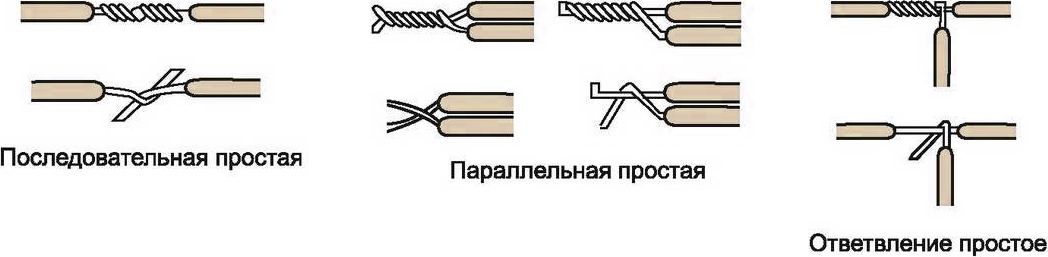 Последовательная простая
Параллельная простая
Ответвление простое